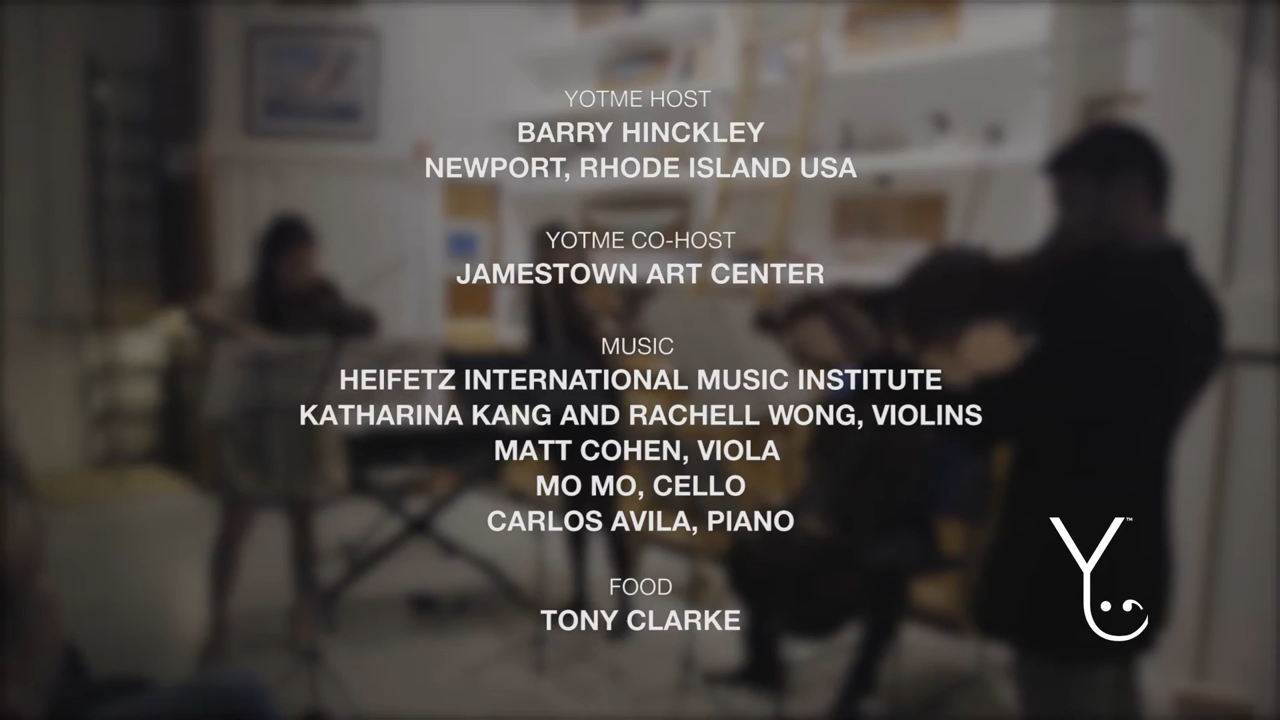 YOTME HOST
BARRY HINCKLEY
NEWPORT, RHODE ISLAND USA
YOTME CO-HOST
JAMESTOWN ART CENTER
MUSIC
HEIFETZ INTERNATIONAL MUSIC INSTITUTE
KATHARINA KANG AND RACHELL WONG, VIOLINS
MATT COHEN, VIOLA
MO MO, CELLO
CARLOS AVILA, PIANO
FOOD
TONY CLARKE
Y™